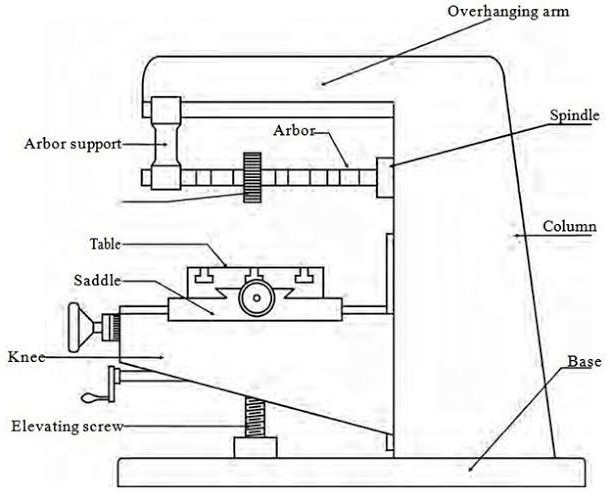 Overhanging arm
Spindle
Arbor
Arbor support
Column
Table
Saddle
Knee
Base
Elevating screw